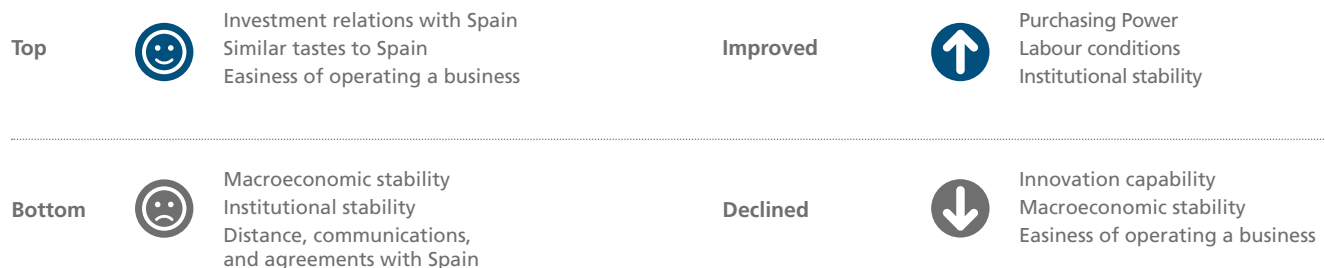 Top
Investment relations with Spain
Similar tastes to Spain
Easiness of operating a business
Improved
Purchasing Power
Labour conditions
Institutional stability
Bottom
Macroeconomic stability
Institutional stability
Distance, communications,
and agreements with Spain
Declined
Innovation capability
Macroeconomic stability
Easiness of operating a business